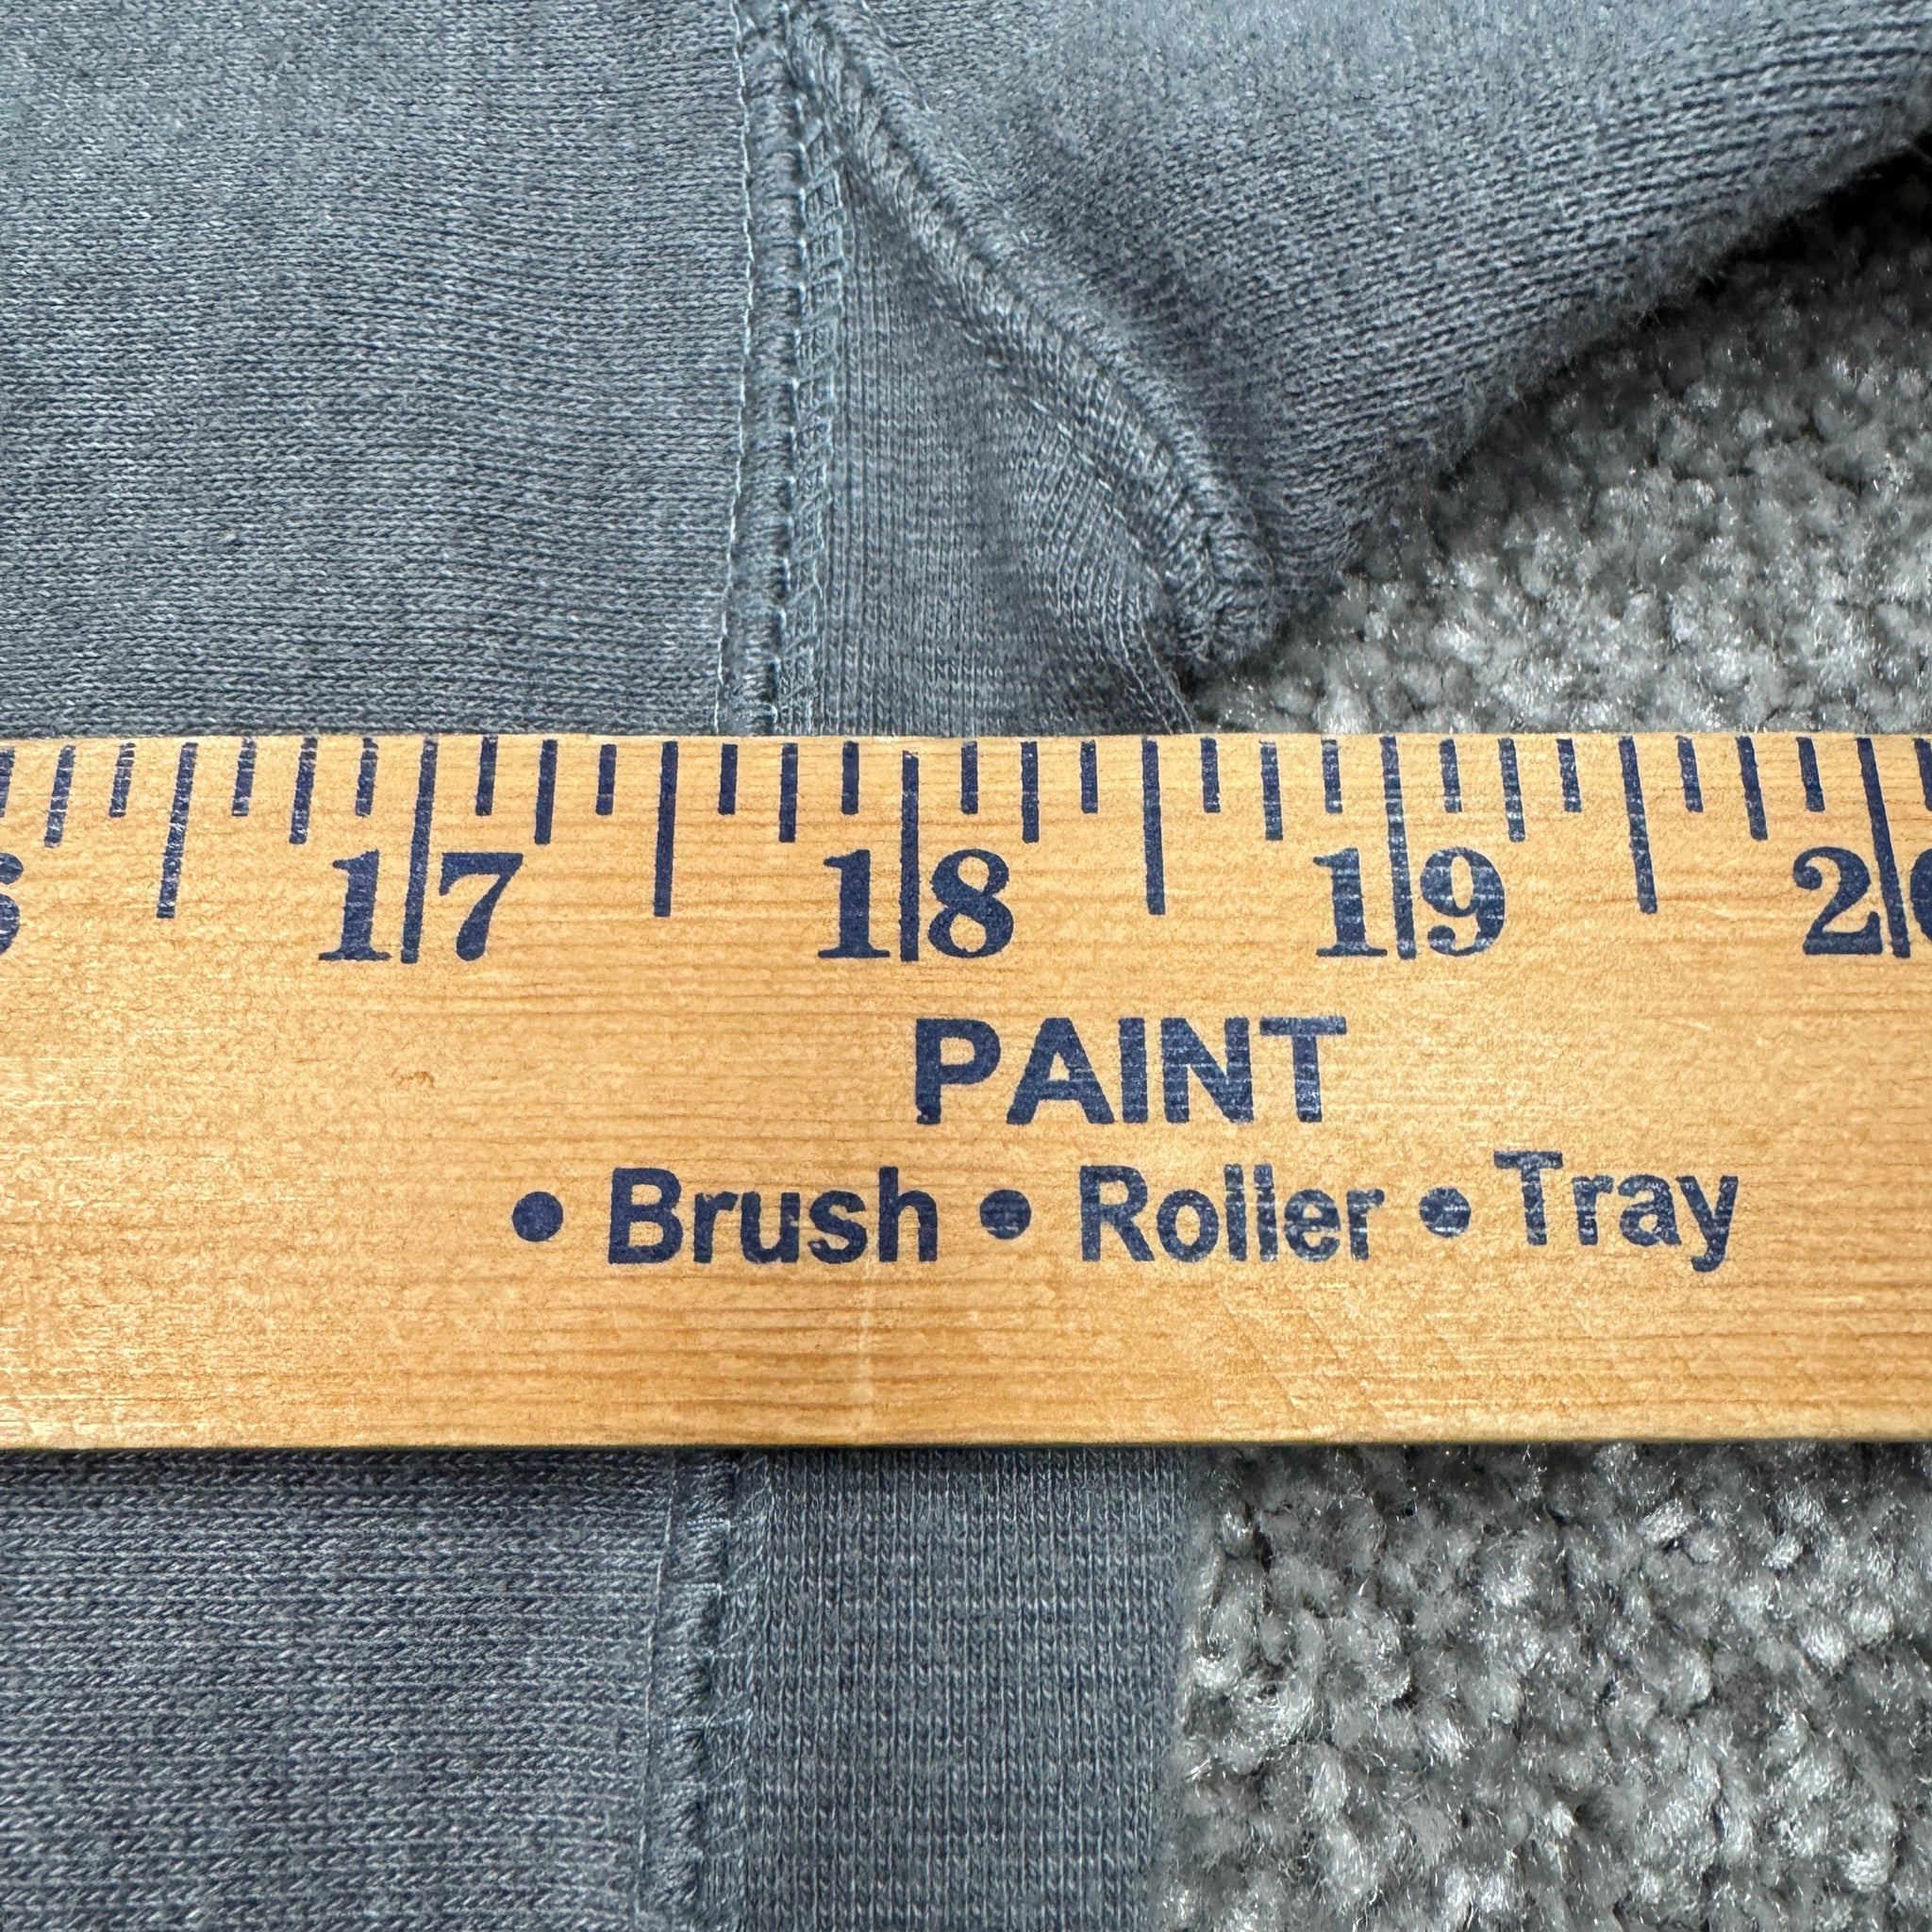 17 18 19
PAINT
• Brush • Roller • Tray